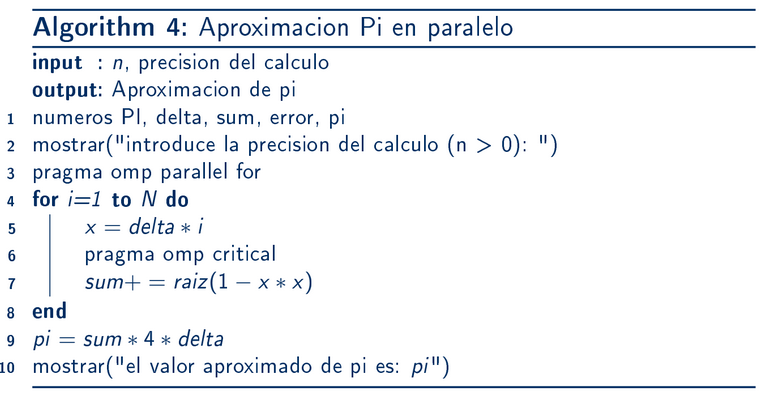 Algorithm 4: Aproximacion Pi en paralelo
input : n, precision del calculo
output: Aproximacion de pi
1 numeros PI, delta, sum, error, pi
2 mostrar("introduce la precision del calculo (n > 0): ")
3 pragma omp parallel for
4 for i=1 to N do
5 x = delta ∗ i
6 pragma omp critical
7 sum+ = raiz(1 − x ∗ x)
8 end
9 pi = sum ∗ 4 ∗ delta
10 mostrar("el valor aproximado de pi es: pi")